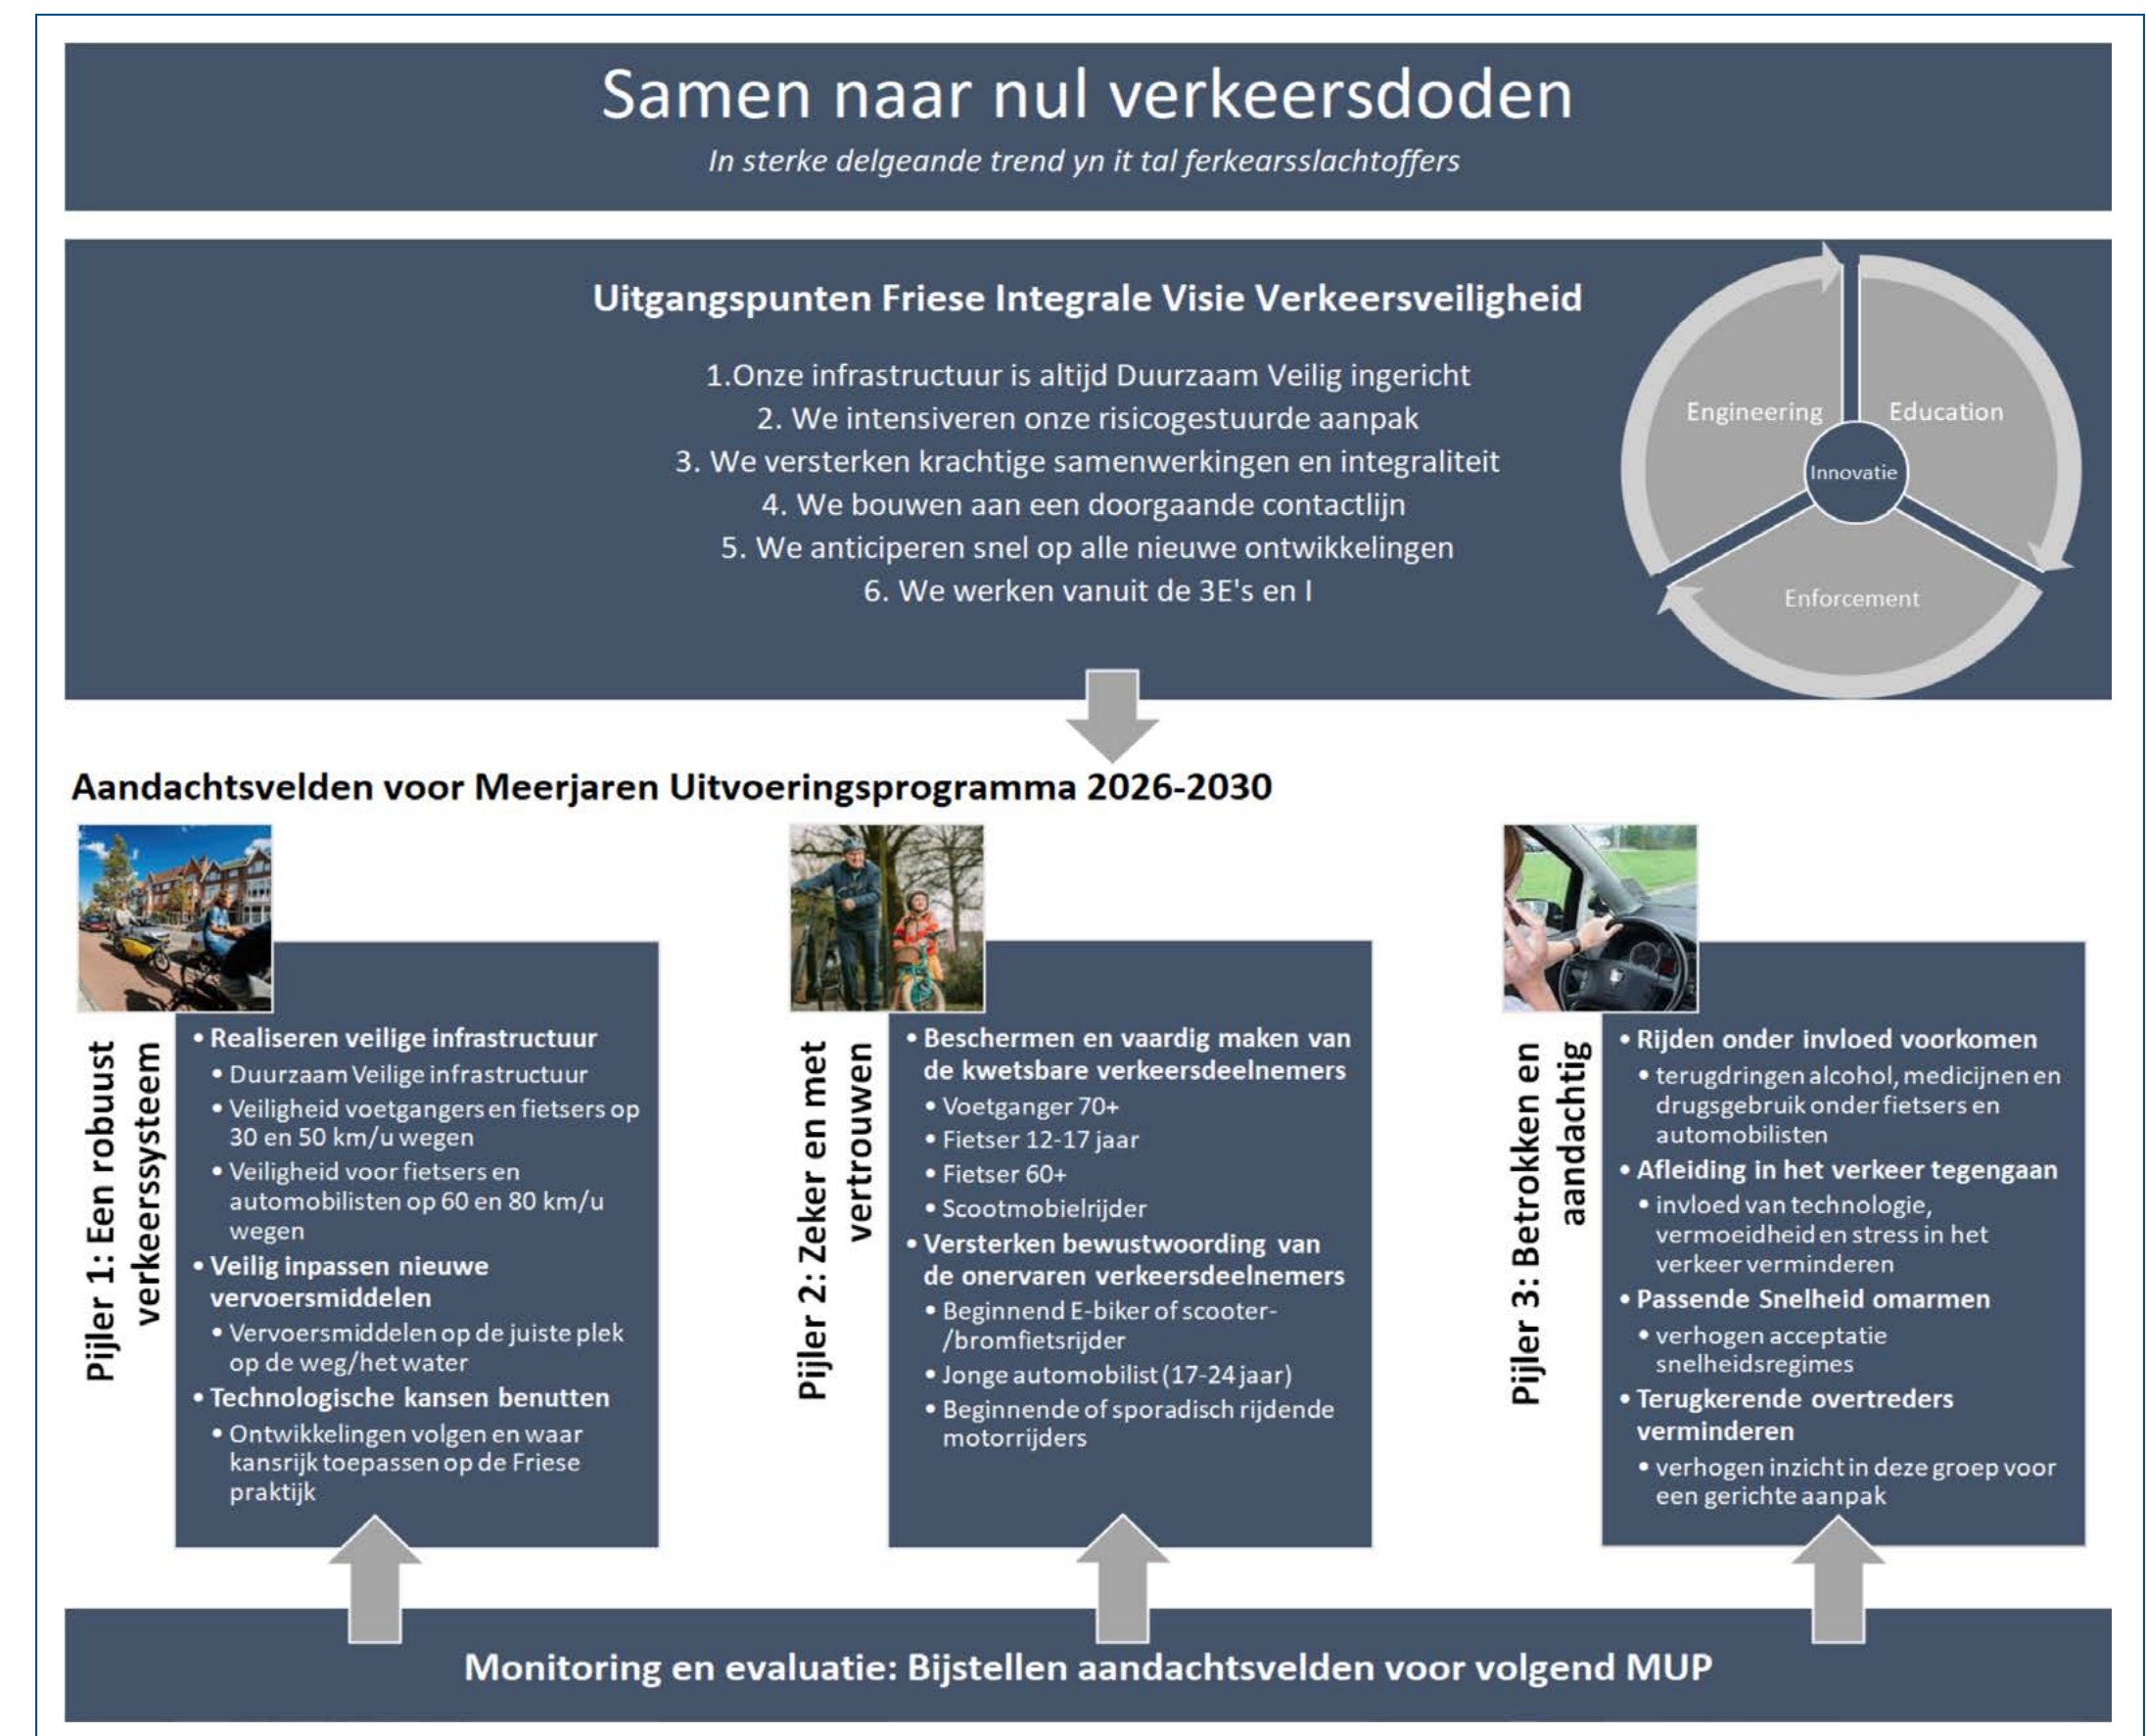 Samen naar nul verkeersdoden
In sterke delgeande trend yn it tal ferkearsslachtoffers
Uitgangspunten Friese Integrale Visie Verkeersveiligheid
1.Onze infrastructuur is altijd Duurzaam Veilig ingericht
2. We intensiveren onze risicogestuurde aanpak
3. We versterken krachtige samenwerkingen en integraliteit
4. We bouwen aan een doorgaande contactlijn
5. We anticiperen snel op alle nieuwe ontwikkelingen
6. We werken vanuit de 3E's en I
Engineering
Education
Innovatie
Enforcement
Aandachtsvelden voor Meerjaren Uitvoeringsprogramma 2026-2030
Pijler 1: Een robuust
verkeerssysteem
• Realiseren veilige infrastructuur
• Duurzaam Veilige infrastructuur
• Veiligheid voetgangers en fietsers op
30 en 50 km/u wegen
• Veiligheid voor fietsers en
automobilisten op 60 en 80 km/u
wegen
• Veilig inpassen nieuwe
vervoersmiddelen
• Vervoersmiddelen op de juiste plek
op de weg/het water
• Technologische kansen benutten
• Ontwikkelingen volgen en waar
kansrijk toepassen op de Friese
praktijk
Pijler 2: Zeker en met
vertrouwen
• Beschermen en vaardig maken van
de kwetsbare verkeersdeelnemers
• Voetganger 70+
• Fietser 12-17 jaar
• Fietser 60+
• Scootmobielrijder
• Versterken bewustwoording van
de onervaren verkeersdeelnemers
• Beginnend E-biker of scooter-
/bromfietsrijder
• Jonge automobilist (17-24 jaar)
• Beginnende of sporadisch rijdende
motorrijders
Pijler 3: Betrokken en
aandachtig
• Rijden onder invloed voorkomen
• terugdringen alcohol, medicijnen en
drugsgebruik onder fietsers en
automobilisten
• Afleiding in het verkeer tegengaan
• invloed van technologie,
vermoeidheid en stress in het
verkeer verminderen
• Passende Snelheid omarmen
• verhogen acceptatie
snelheidsregimes
• Terugkerende overtreders
verminderen
• verhogen inzicht in deze groep voor
een gerichte aanpak
Monitoring en evaluatie: Bijstellen aandachtsvelden voor volgend MUP